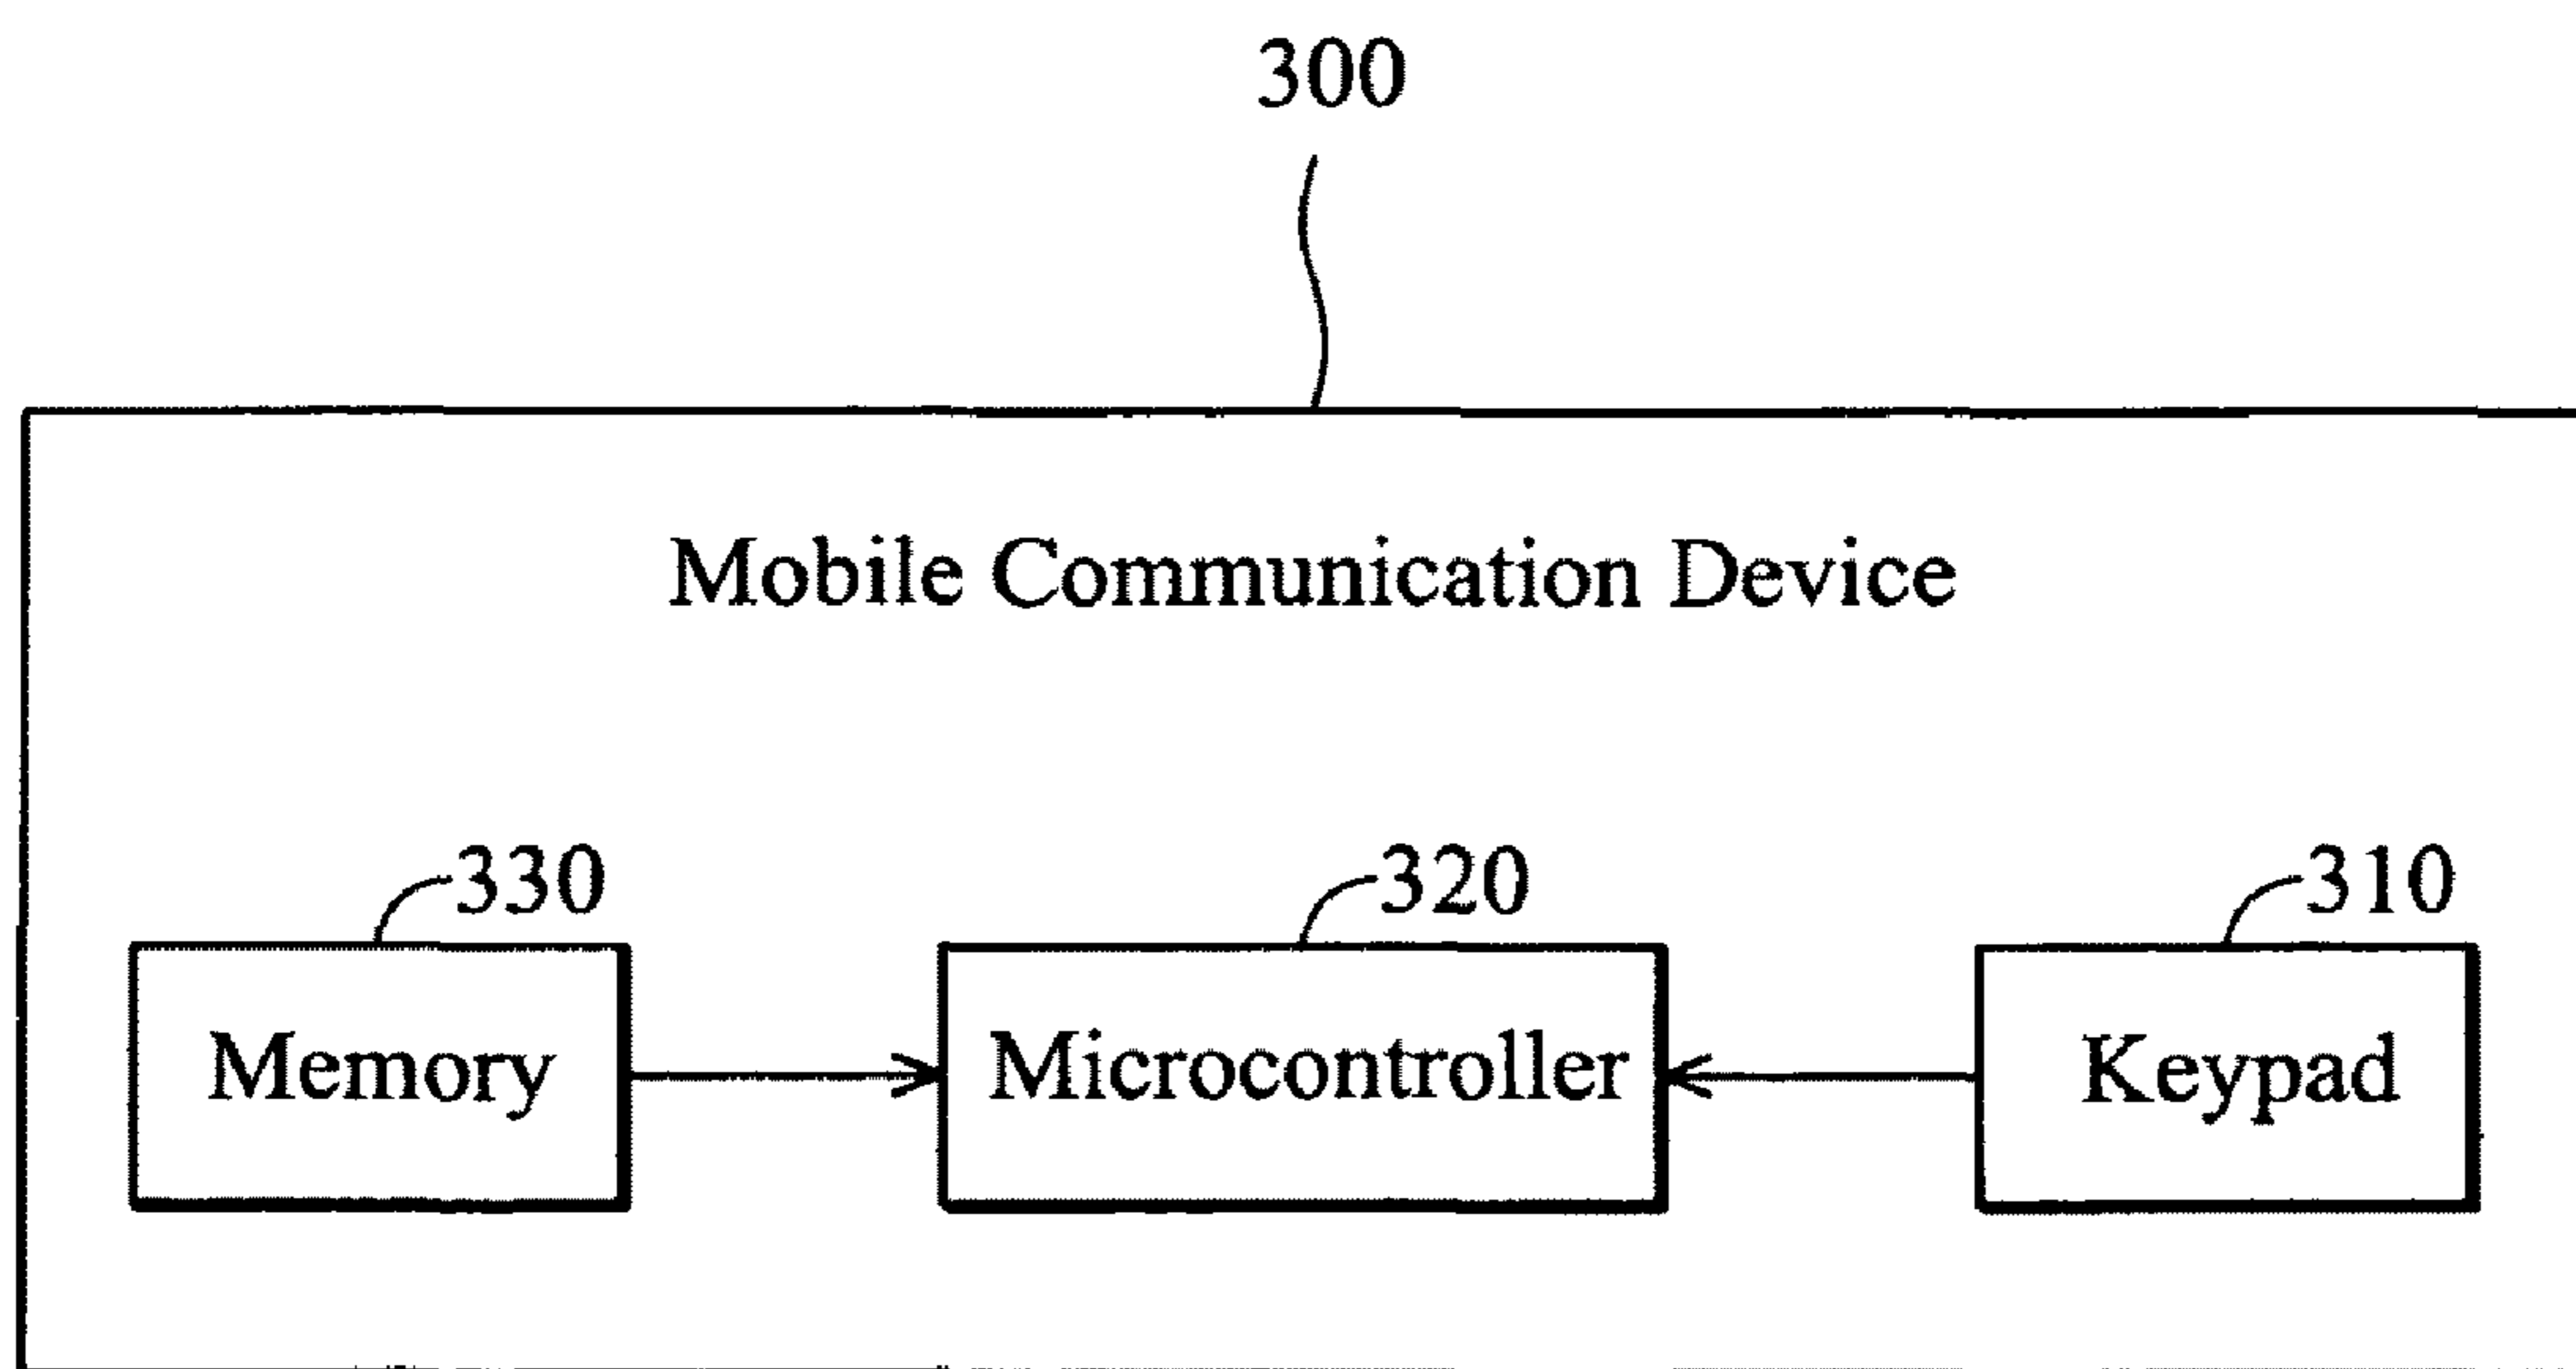 300
Mobile Communication Device
330 320 310
Memory Microcontroller Keypad